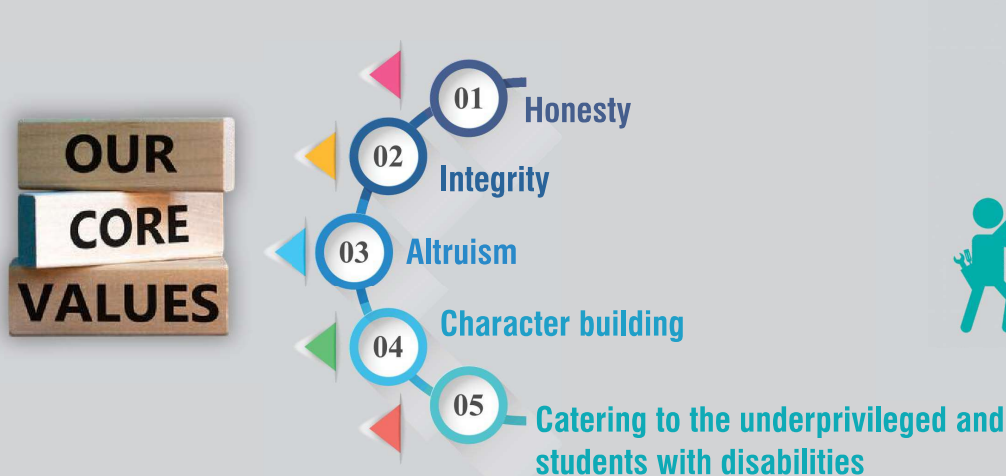 OUR
CORE
VALUES
01
Honesty
02
Integrity
03
Altruism
04
Character building
05
Catering to the underprivileged and
students with disabilities